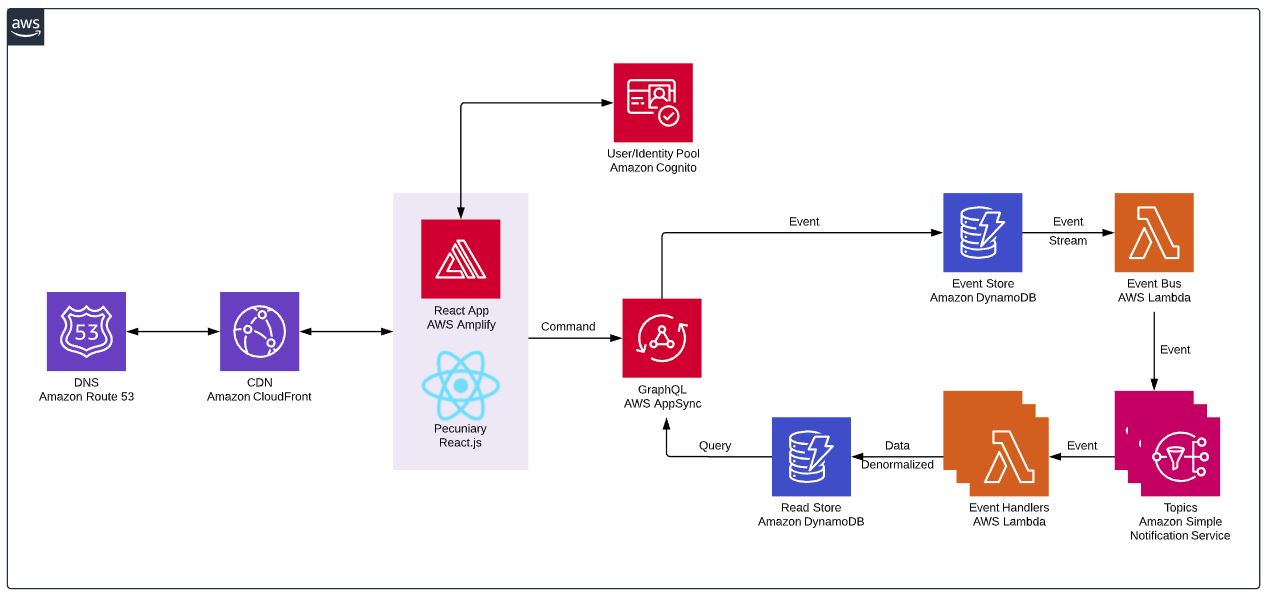 aws
User/Identity Pool
Amazon Cognito
React App
AWS Amplify
Pecuniary
React.js
53
DNS
Amazon Route 53
CDN
Amazon CloudFront
Command
GraphQL
AWS AppSync
Event
Event Store
Amazon DynamoDB
Event
Stream
Event Bus
AWS Lambda
Event
Topics
Amazon Simple
Notification Service
Event
Event Handlers
AWS Lambda
Data
Denormalized
Read Store
Amazon DynamoDB
Query